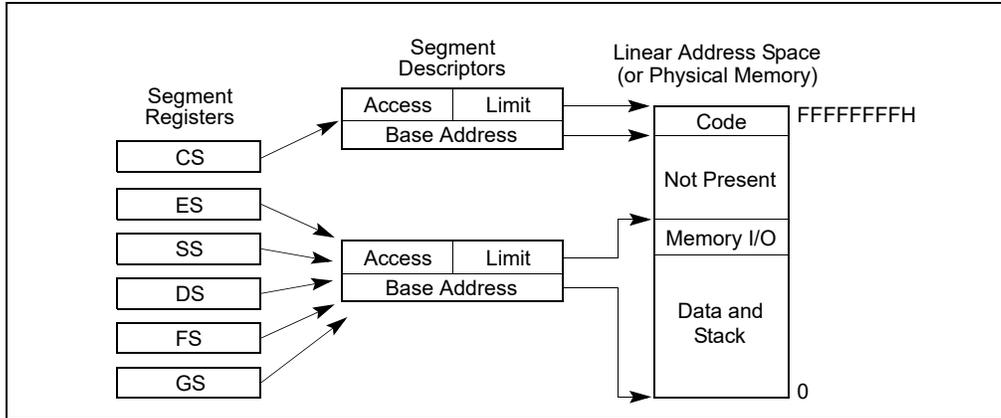 Segment
Registers
CS
ES
SS
DS
FS
GS
Segment
Descriptors
Access Limit
Base Address
Access Limit
Base Address
Linear Address Space
(or Physical Memory)
Code
FFFFFFFFH
Not Present
Memory I/O
Data and
Stack
0